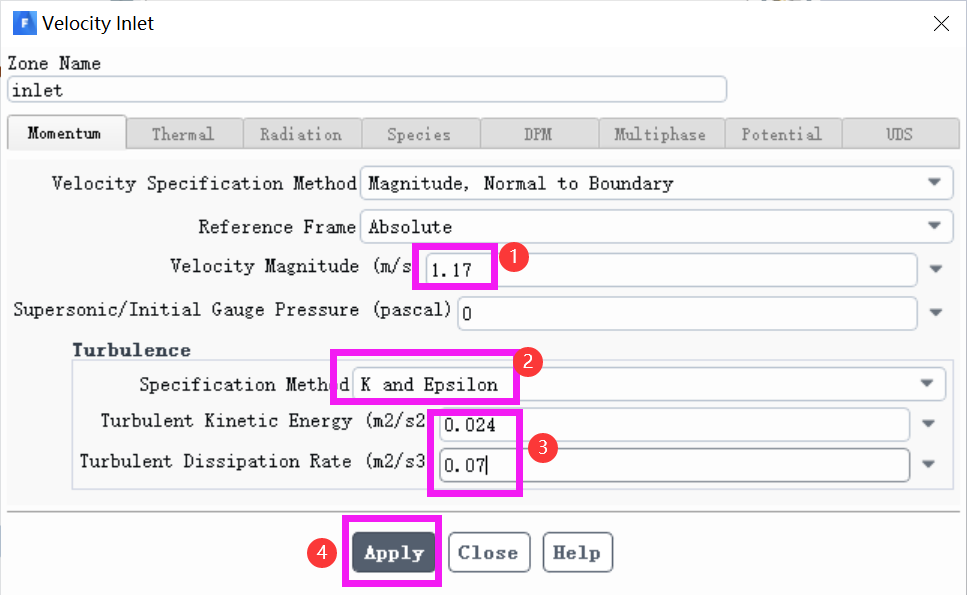 F Velocity Inlet
Zone Name
inlet
Momentum Thermal Radiation Species DPM Multiphase Potential UDS
Velocity Specification Method Magnitude, Normal to Boundary
Reference Frame Absolute
Velocity Magnitude (m/s 1.17 1
Supersonic/Initial Gauge Pressure (pascal) 0
Turbulence
2
Specification Method K and Epsilon
Turbulent Kinetic Energy (m2/s2 0.024
3
Turbulent Dissipation Rate (m2/s3 0.07
4 Apply Close Help